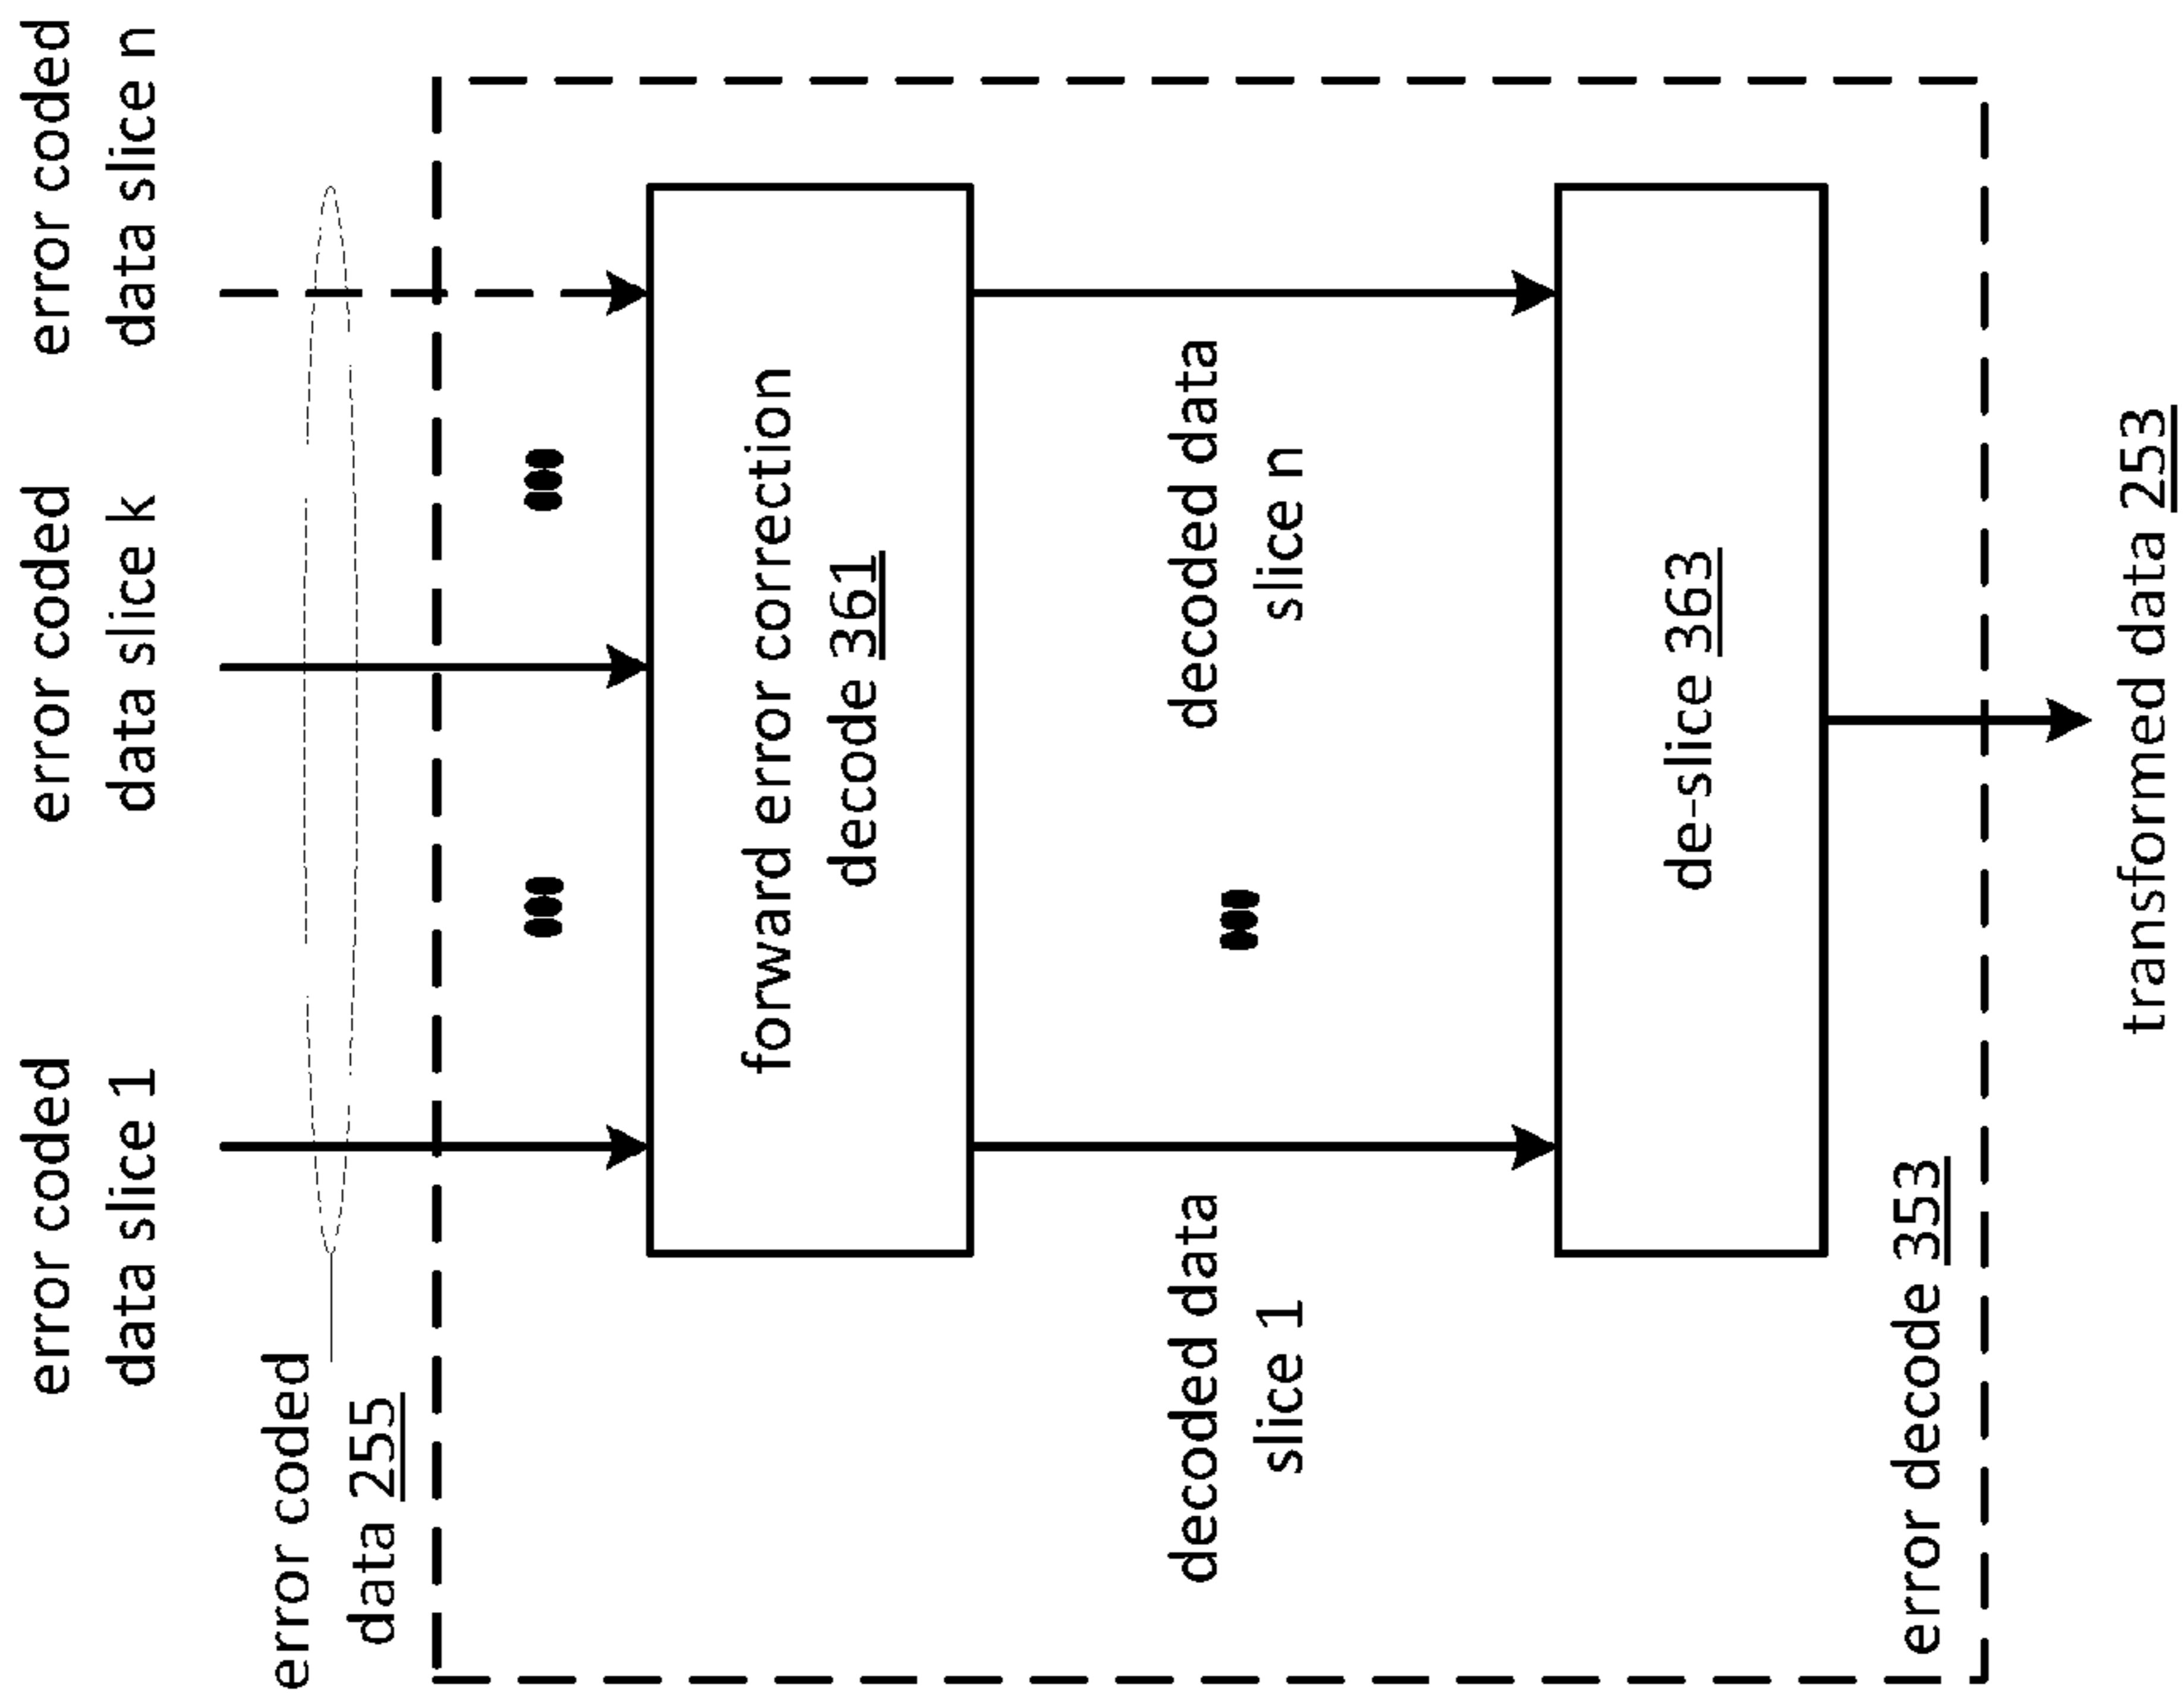 error coded
data slice 1
error coded
data slice k
error coded
data slice n
error coded
data 255
forward error correction
decode 361
decoded data
slice 1
decoded data
slice n
de-slice 363
error decode 353
transformed data 253